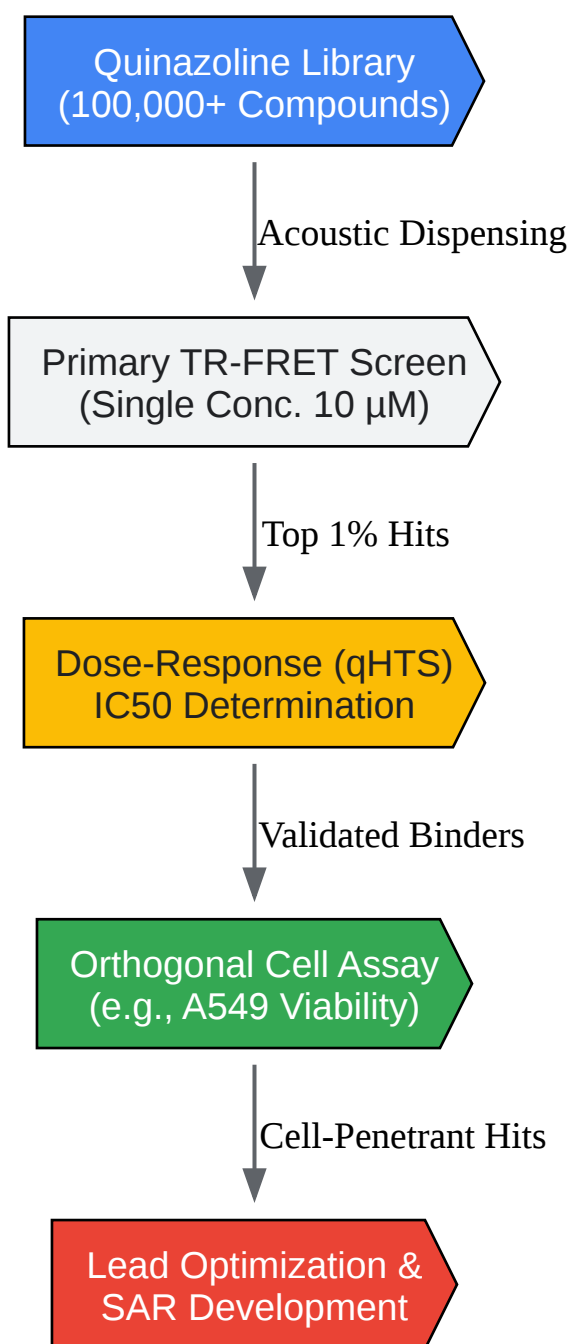 Quinazoline Library
(100,000+ Compounds)
Acoustic Dispensing
Primary TR-FRET Screen
(Single Conc. 10 µM)
Top 1% Hits
Dose-Response (qHTS)
IC50 Determination
Validated Binders
Orthogonal Cell Assay
(e.g., A549 Viability)
Cell-Penetrant Hits
Lead Optimization &
SAR Development